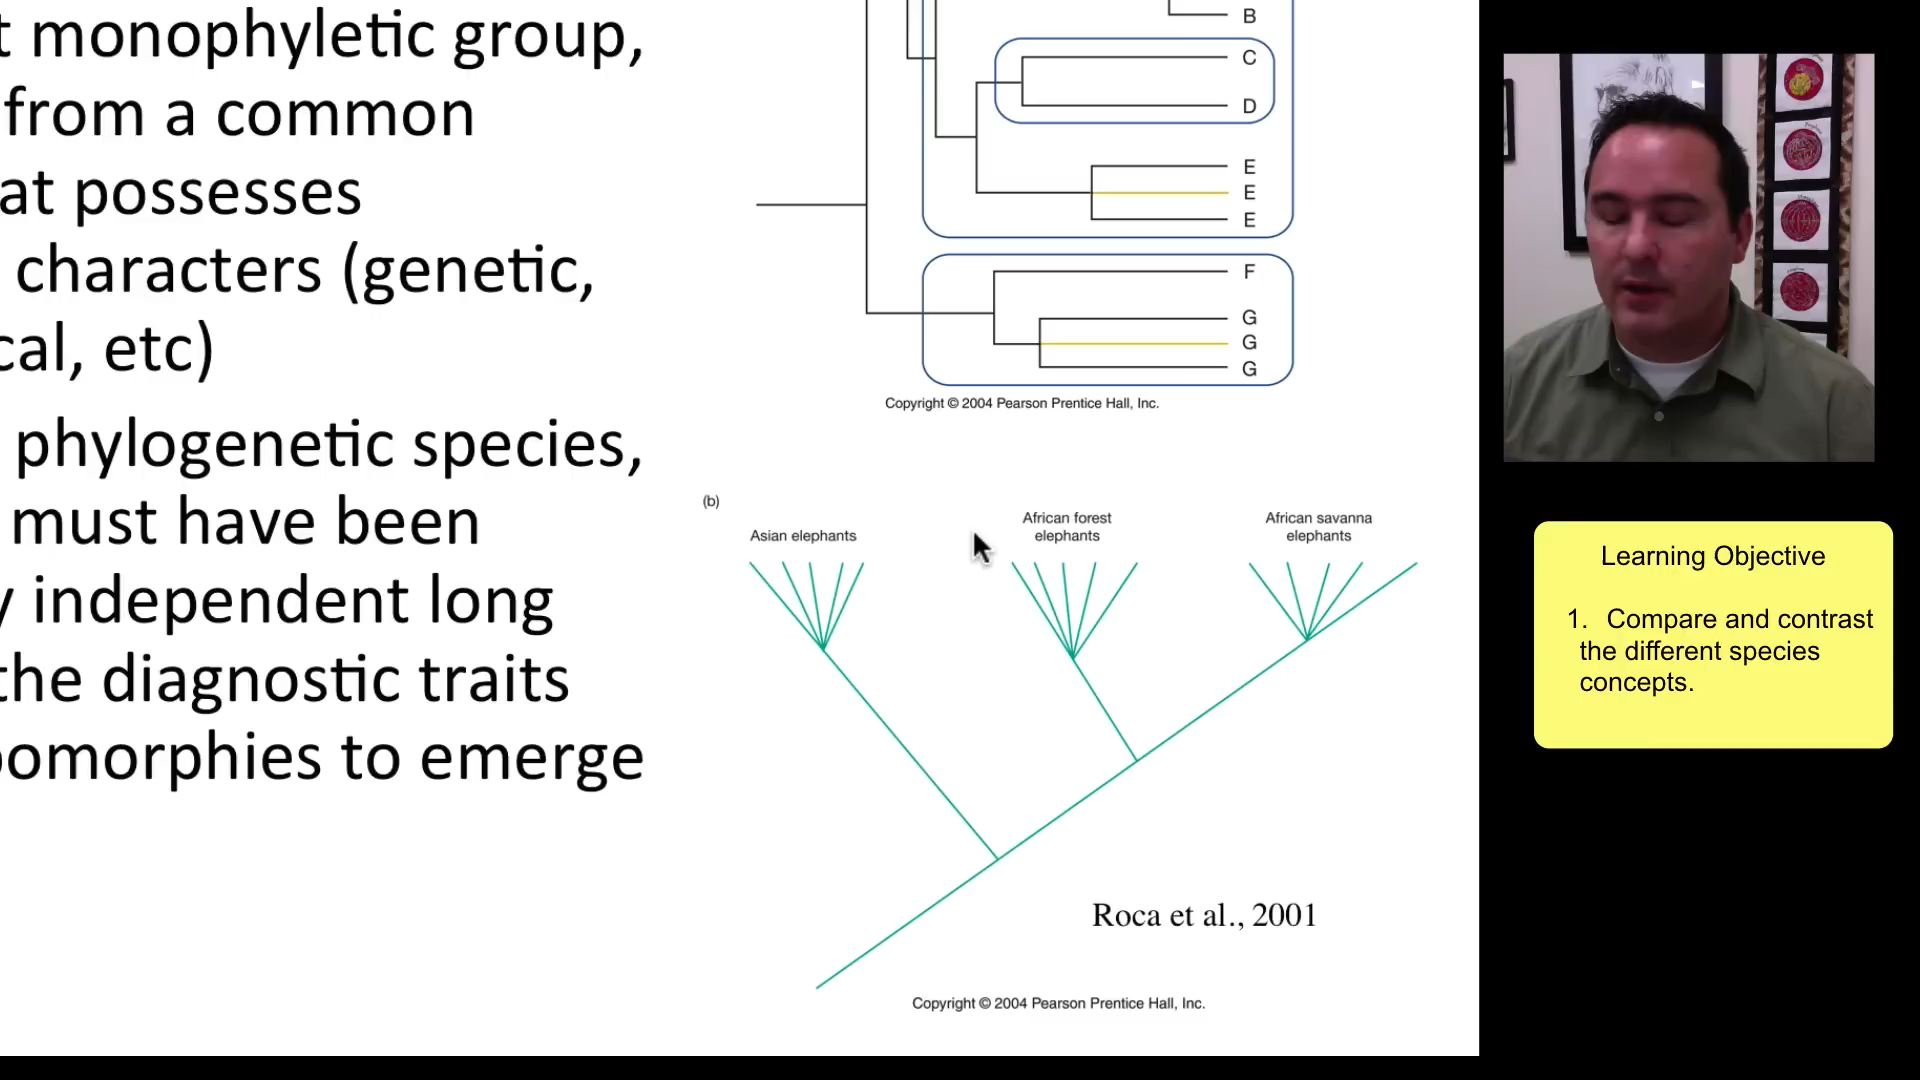 t monophyletic group,
from a common
at possesses
characters (genetic,
cal, etc)
phylogenetic species,
must have been
y independent long
the diagnostic traits
pomorphies to emerge
B
C
D
E
E
E
F
G
G
G
Copyright © 2004 Pearson Prentice Hall, Inc.
(b)
Asian elephants
African forest
elephants
African savanna
elephants
Roca et al., 2001
Copyright © 2004 Pearson Prentice Hall, Inc.
Learning Objective
1. Compare and contrast
the different species
concepts.